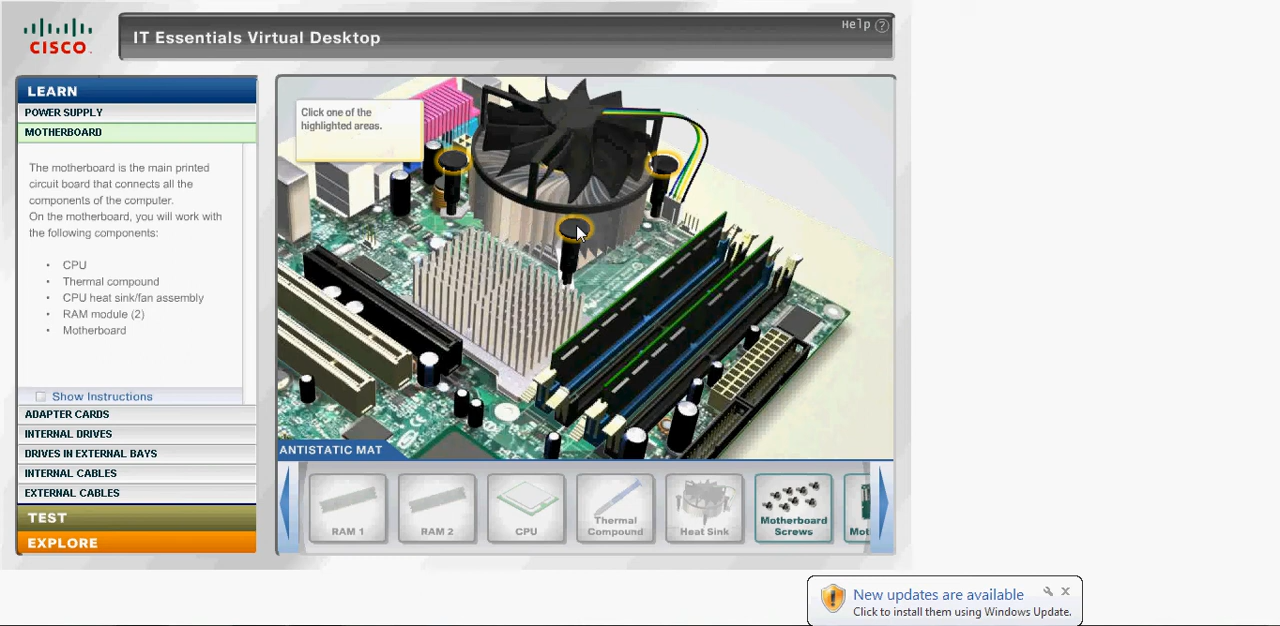 CISCO.
IT Essentials Virtual Desktop
Help ?
LEARN
POWER SUPPLY
MOTHERBOARD
The motherboard is the main printed
circuit board that connects all the
components of the computer.
On the motherboard, you will work with
the following components:
• CPU
• Thermal compound
• CPU heat sink/fan assembly
• RAM module (2)
• Motherboard
Show Instructions
ADAPTER CARDS
INTERNAL DRIVES
DRIVES IN EXTERNAL BAYS
INTERNAL CABLES
EXTERNAL CABLES
TEST
EXPLORE
Click one of the
highlighted areas.
ANTISTATIC MAT
RAM 1
RAM 2
CPU
Thermal
Compound
Heat Sink
Motherboard
Screws
Mot
New updates are available
Click to install them using Windows Update.